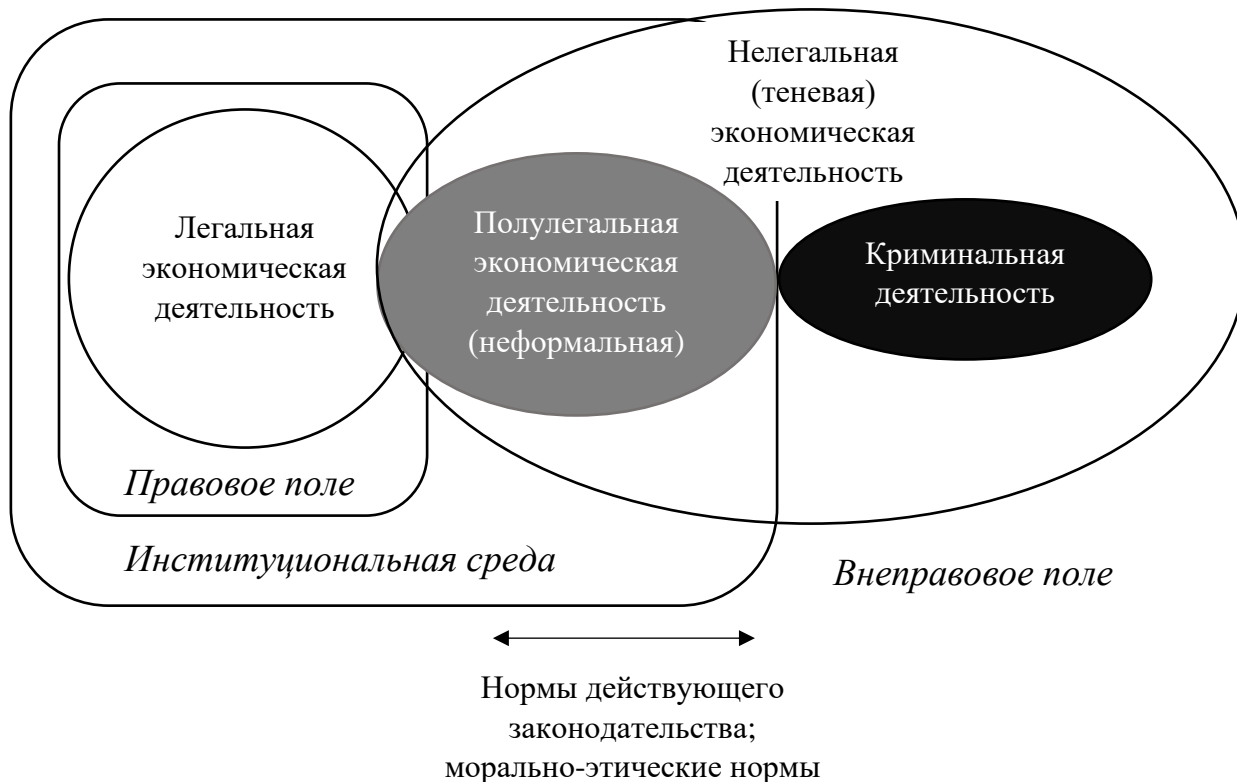 Нелегальная
(теневая)
экономическая
деятельность
Легальная
экономическая
деятельность
Полулегальная
экономическая
деятельность
(неформальная)
Криминальная
деятельность
Правовое поле
Институциональная среда
Внеправовое поле
Нормы действующего
законодательства;
морально-этические нормы